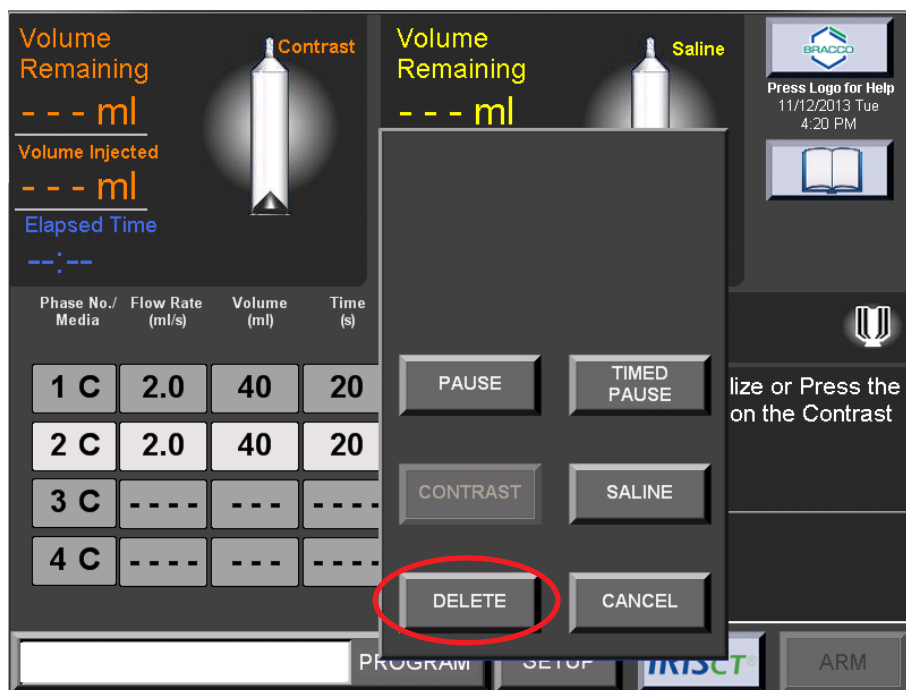 Volume
Remaining
- - - ml
Volume Injected
- - - ml
Elapsed Time
--:--
Contrast
Volume
Remaining
- - - ml
Saline
BRACCO
Press Logo for Help
11/12/2013 Tue
4:20 PM
Phase No./ Flow Rate Volume Time
Media (ml/s) (ml) (s)
1 C 2.0 40 20
2 C 2.0 40 20
3 C - - - - - - - - - - -
4 C - - - - - - - - - - -
PAUSE TIMED
PAUSE
CONTRAST SALINE
DELETE CANCEL
lize or Press the
on the Contrast
PROGRAM SETUP IRISCT® ARM